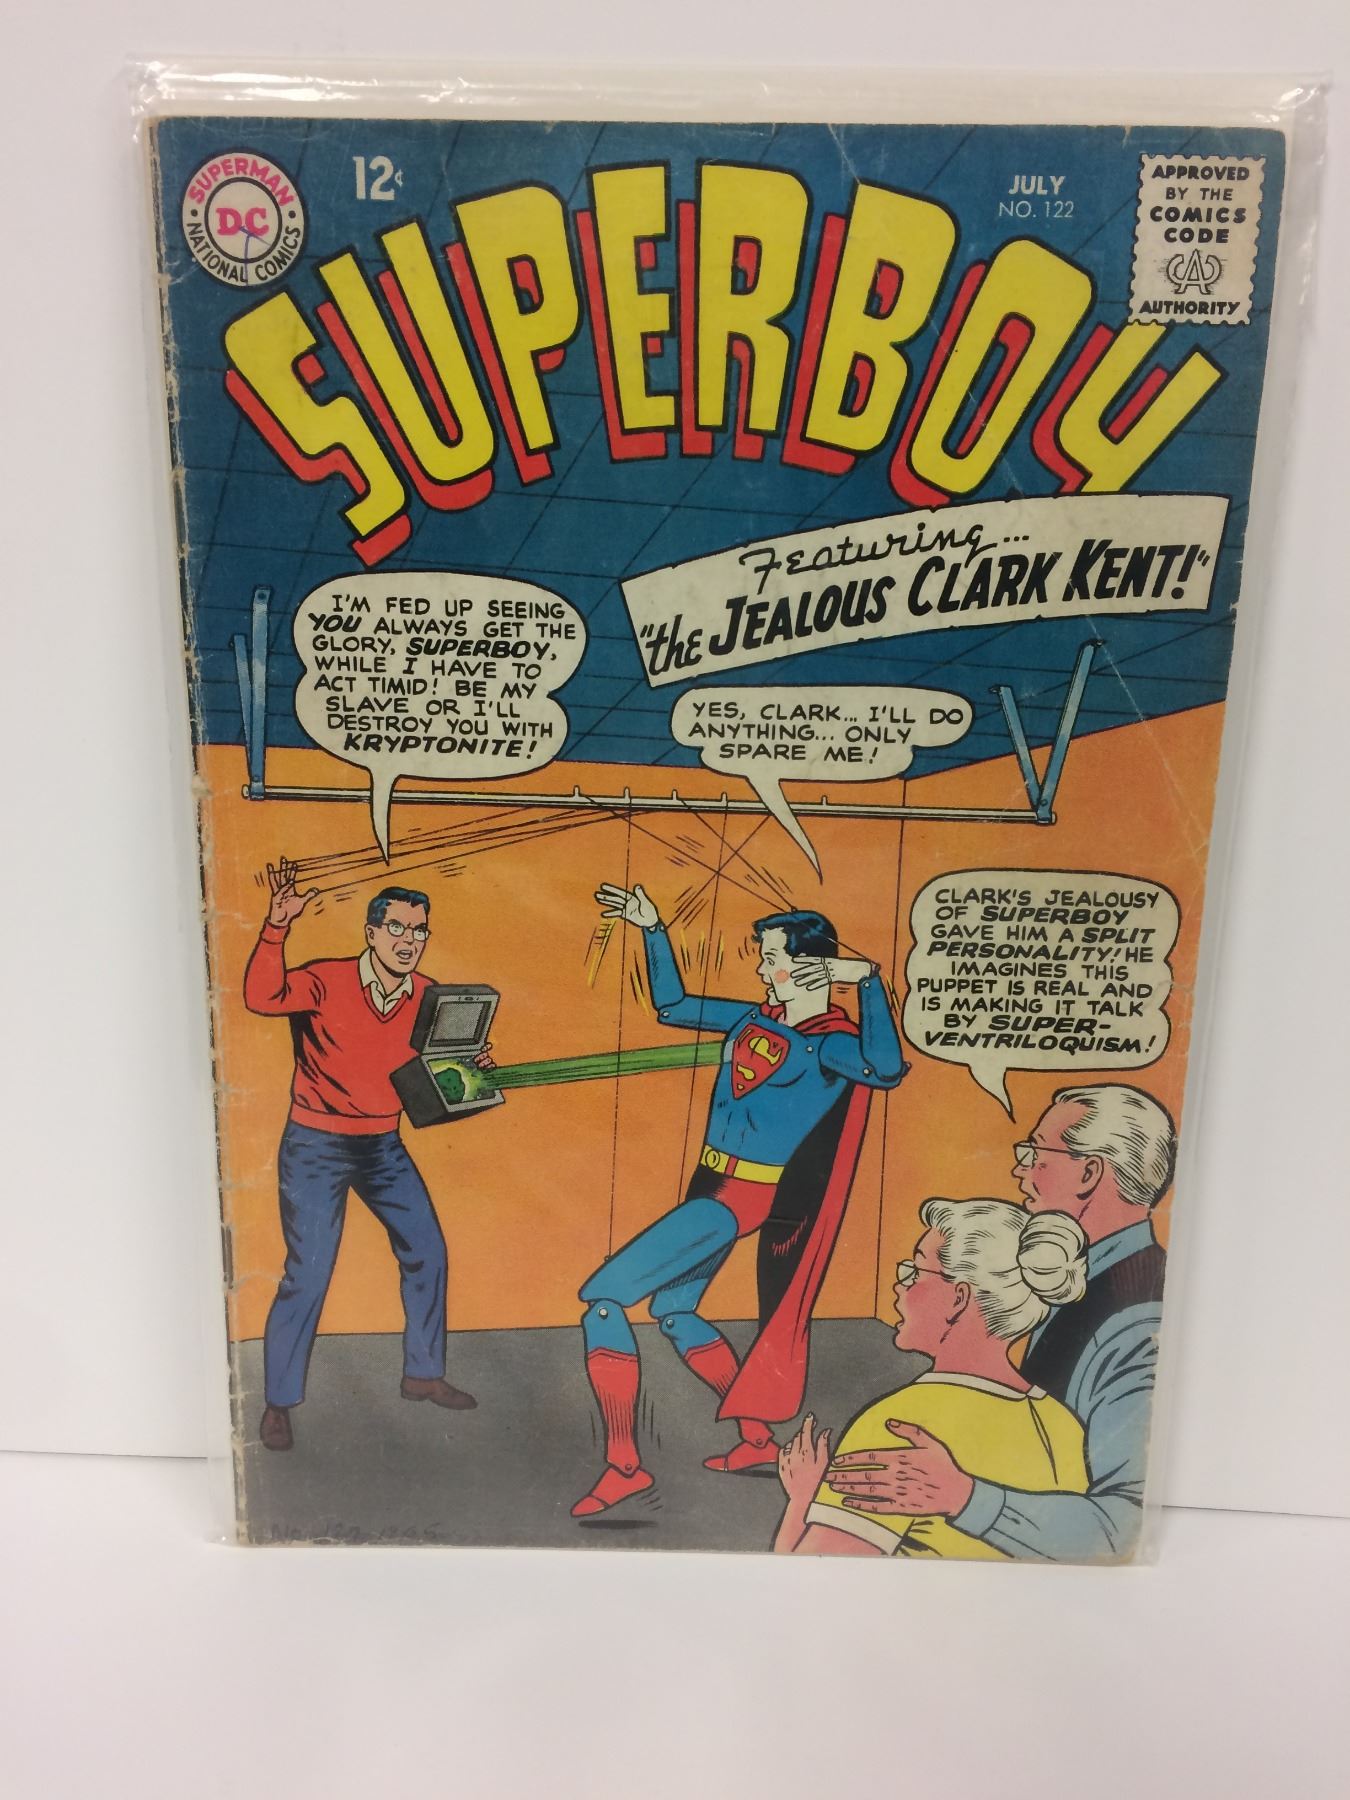 SUPERMAN
DC
NATIONAL COMICS
12¢
SUPERBOY
JULY
NO. 122
APPROVED
BY THE
COMICS
CODE
CA
AUTHORITY
Featuring...
"the JEALOUS CLARK KENT!"
I'M FED UP SEEING
YOU ALWAYS GET THE
GLORY, SUPERBOY,
WHILE I HAVE TO
ACT TIMID! BE MY
SLAVE OR I'LL
DESTROY YOU WITH
KRYPTONITE!
YES, CLARK... I'LL DO
ANYTHING... ONLY
SPARE ME!
CLARK'S JEALOUSY
OF SUPERBOY
GAVE HIM A SPLIT
PERSONALITY! HE
IMAGINES THIS
PUPPET IS REAL AND
IS MAKING IT TALK
BY SUPER-
VENTRILOQUISM!
S